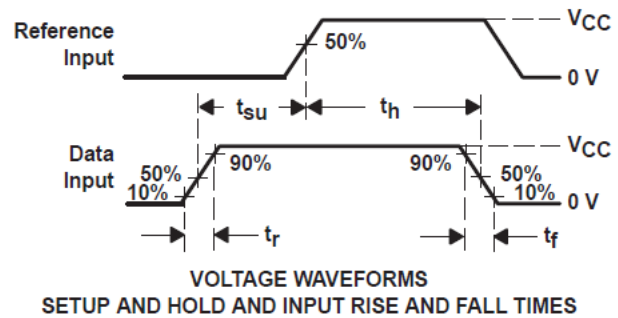 Reference Input
VCC
50%
0 V
tsu
th
Data Input
VCC
50%
90%
90%
50%
10%
10%
0 V
tr
tf
VOLTAGE WAVEFORMS
SETUP AND HOLD AND INPUT RISE AND FALL TIMES